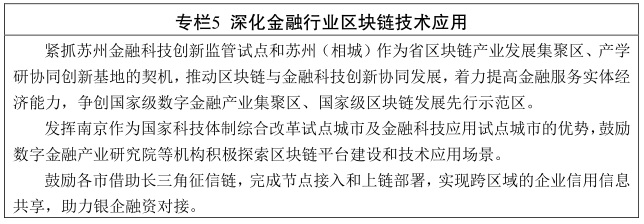 专栏5 深化金融行业区块链技术应用
紧抓苏州金融科技创新监管试点和苏州（相城）作为省区块链产业发展集聚区、产学
研协同创新基地的契机，推动区块链与金融科技创新协同发展，着力提高金融服务实体经
济能力，争创国家级数字金融产业集聚区、国家级区块链发展先行示范区。
发挥南京作为国家科技体制综合改革试点城市及金融科技应用试点城市的优势，鼓励
数字金融产业研究院等机构积极探索区块链平台建设和技术应用场景。
鼓励各市借助长三角征信链，完成节点接入和上链部署，实现跨区域的企业信用信息
共享，助力银企融资对接。